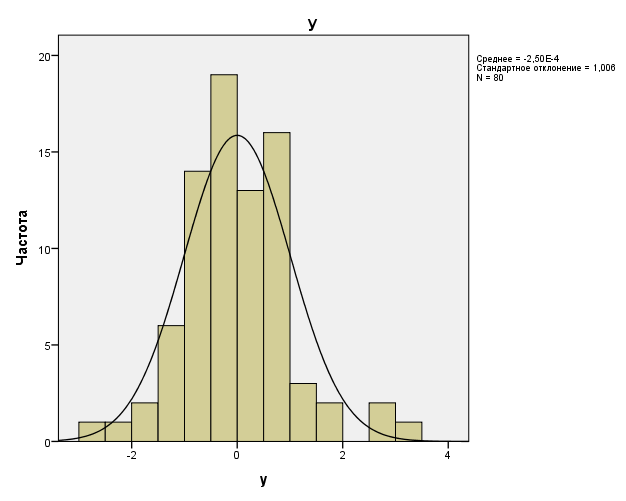 y
Среднее = -2,50E-4
Стандартное отклонение = 1,006
N = 80
20
15
10
5
0
Частота
-2
0
2
4
y